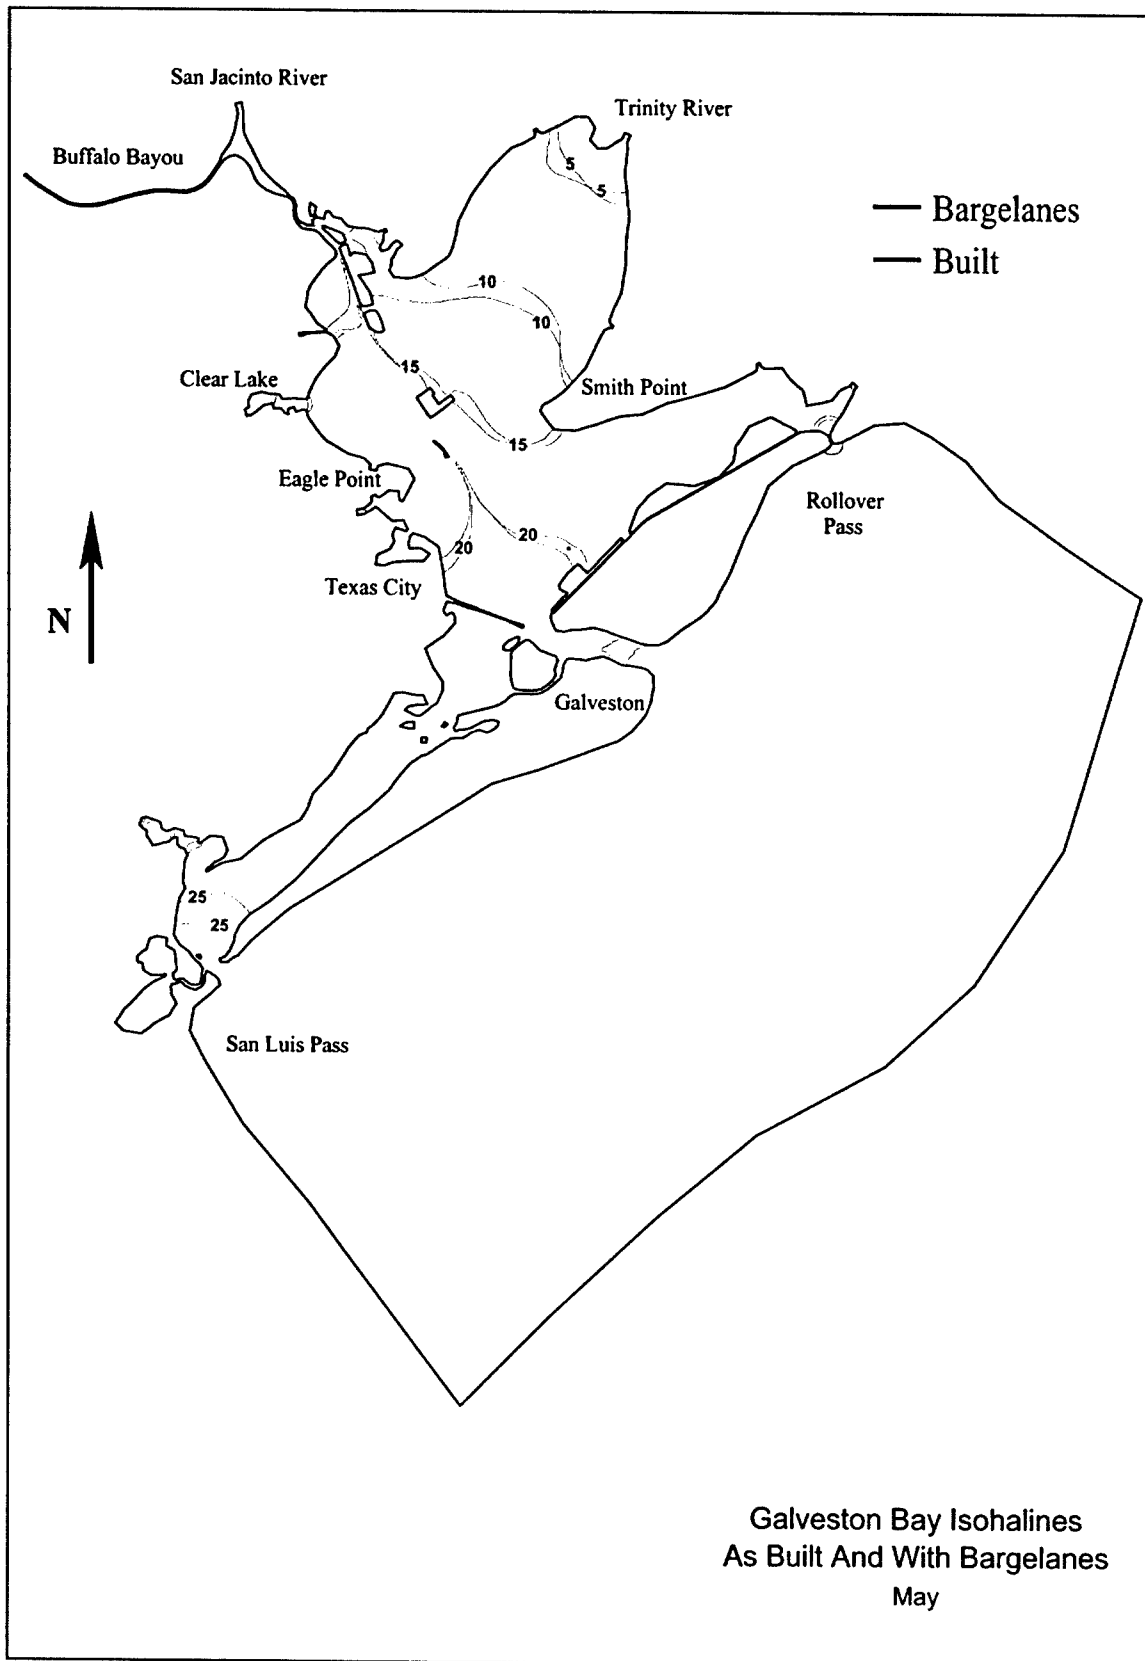 San Jacinto River
Trinity River
Buffalo Bayou
5
5
Bargelanes
Built
10
10
15
Clear Lake
Smith Point
15
Eagle Point
Rollover
Pass
20
20
Texas City
N
Galveston
25
25
San Luis Pass
Galveston Bay Isohalines
As Built And With Bargelanes
May